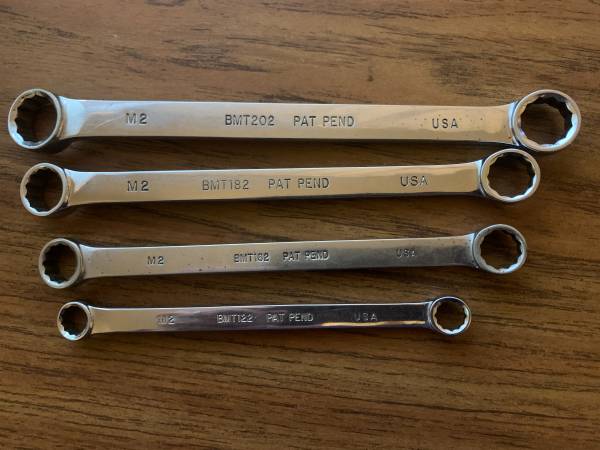 M2 BMT202 PAT PEND USA
M2 BMT182 PAT PEND USA
M2 BMT162 PAT PEND USA
M2 BMT122 PAT PEND USA